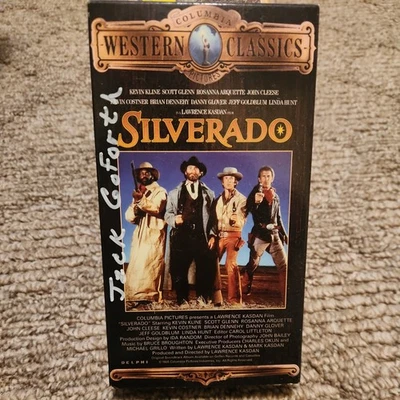 COLUMBIA
WESTERN CLASSICS
PICTURES
KEVIN KLINE SCOTT GLENN ROSANNA ARQUETTE JOHN CLEESE
KEVIN COSTNER BRIAN DENNEHY DANNY GLOVER JEFF GOLDBLUM LINDA HUNT
A LAWRENCE KASDAN FILM
SILVERADO
Jack GoForth
COLUMBIA PICTURES presents a LAWRENCE KASDAN Film
"SILVERADO" Starring KEVIN KLINE SCOTT GLENN ROSANNA ARQUETTE
JOHN CLEESE KEVIN COSTNER BRIAN DENNEHY DANNY GLOVER
JEFF GOLDBLUM LINDA HUNT Editor CAROL LITTLETON
Production Design by IDA RANDOM Director of Photography JOHN BAILEY
Music by BRUCE BROUGHTON Executive Producers CHARLES OKUN and
MICHAEL GRILLO Written by LAWRENCE KASDAN & MARK KASDAN
Produced and Directed by LAWRENCE KASDAN
DELPHI